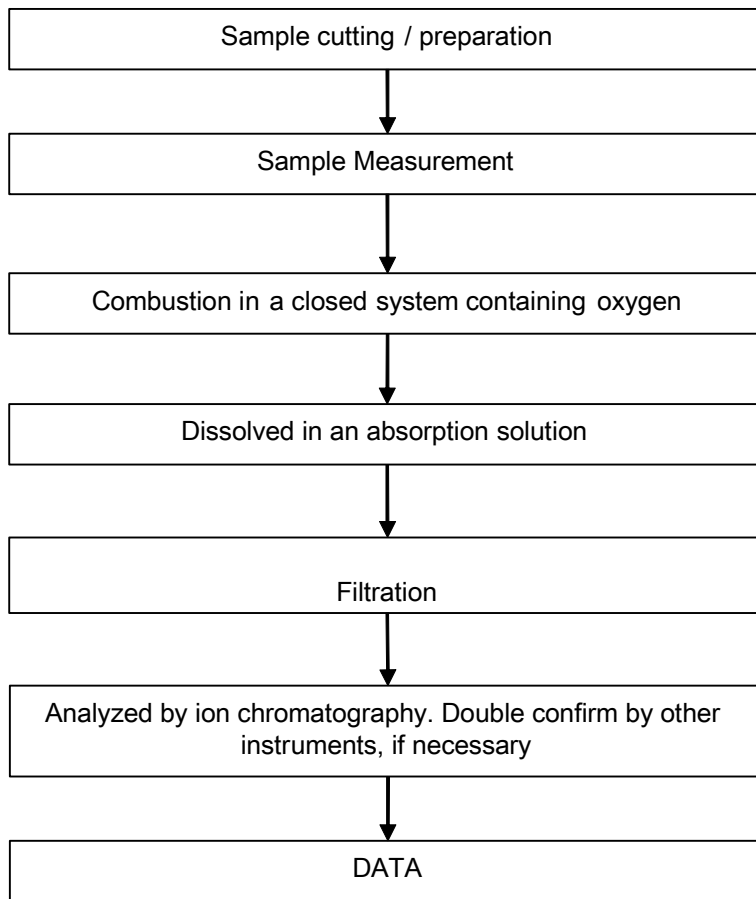 Sample cutting / preparation
Sample Measurement
Combustion in a closed system containing oxygen
Dissolved in an absorption solution
Filtration
Analyzed by ion chromatography. Double confirm by other
instruments, if necessary
DATA